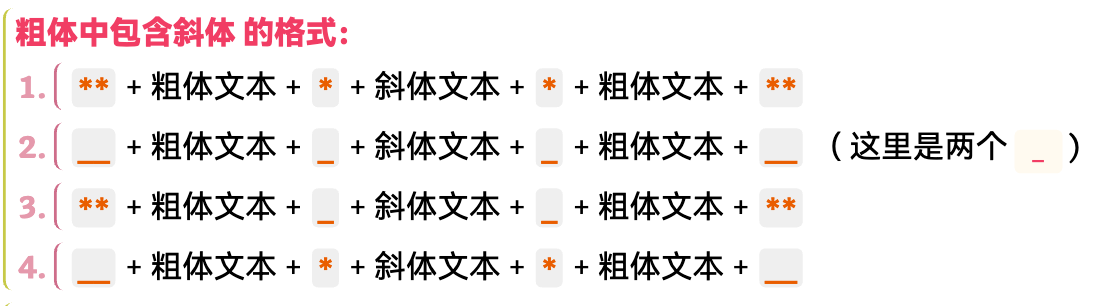 粗体中包含斜体 的格式：
1. ** + 粗体文本 + * + 斜体文本 + * + 粗体文本 + **
2. __ + 粗体文本 + _ + 斜体文本 + _ + 粗体文本 + __ （ 这里是两个 _ ）
3. ** + 粗体文本 + _ + 斜体文本 + _ + 粗体文本 + **
4. __ + 粗体文本 + * + 斜体文本 + * + 粗体文本 + __